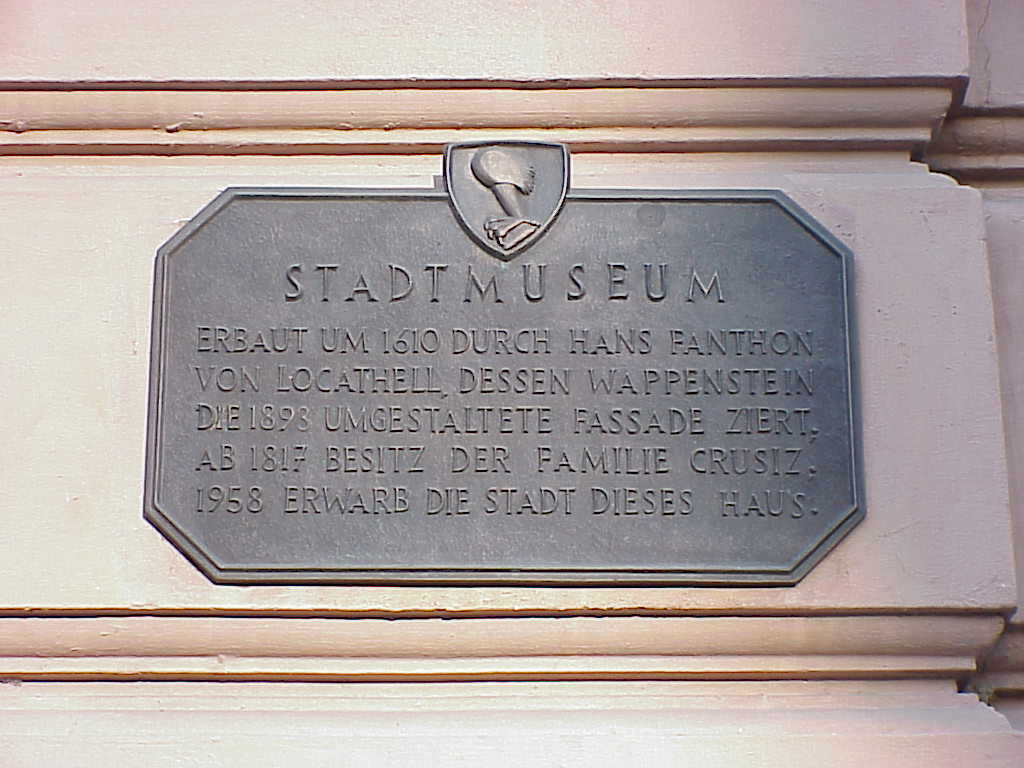 STADTMUSEUM
ERBAUT UM 1610 DURCH HANS FANTHON
VON LOCATHELL, DESSEN WAPPENSTEIN
DIE 1893 UMGESTALTETE FASSADE ZIERT,
AB 1817 BESITZ DER FAMILIE CRUSIZ,
1958 ERWARB DIE STADT DIESES HAUS.